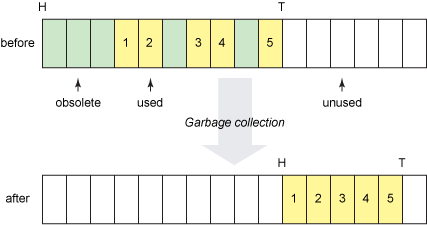 H T
before 1 2 3 4 5
obsolete used unused
Garbage collection
H T
after 1 2 3 4 5